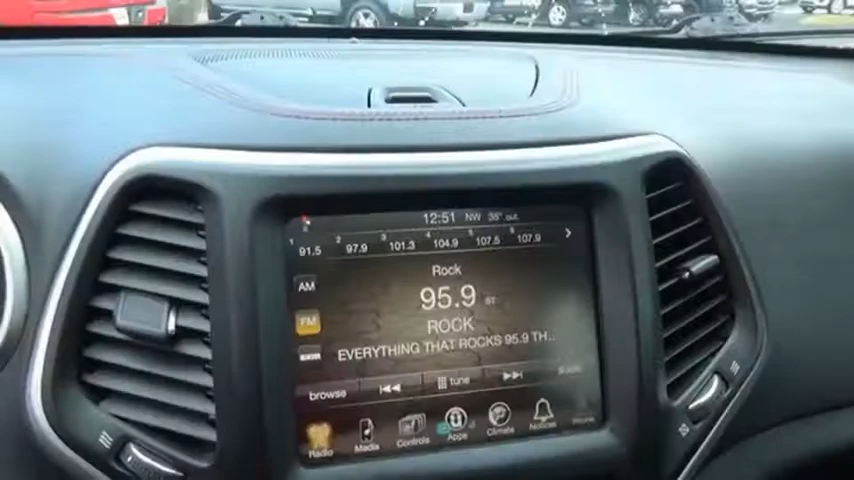 12:51 NW 35° out
1 91.5 2 97.9 3 101.3 4 104.9 5 107.5 6 107.9
Rock
AM
95.9 ST
FM
ROCK
EVERYTHING THAT ROCKS 95.9 TH...
browse tune
Radio Media Controls Apps Climate Notices